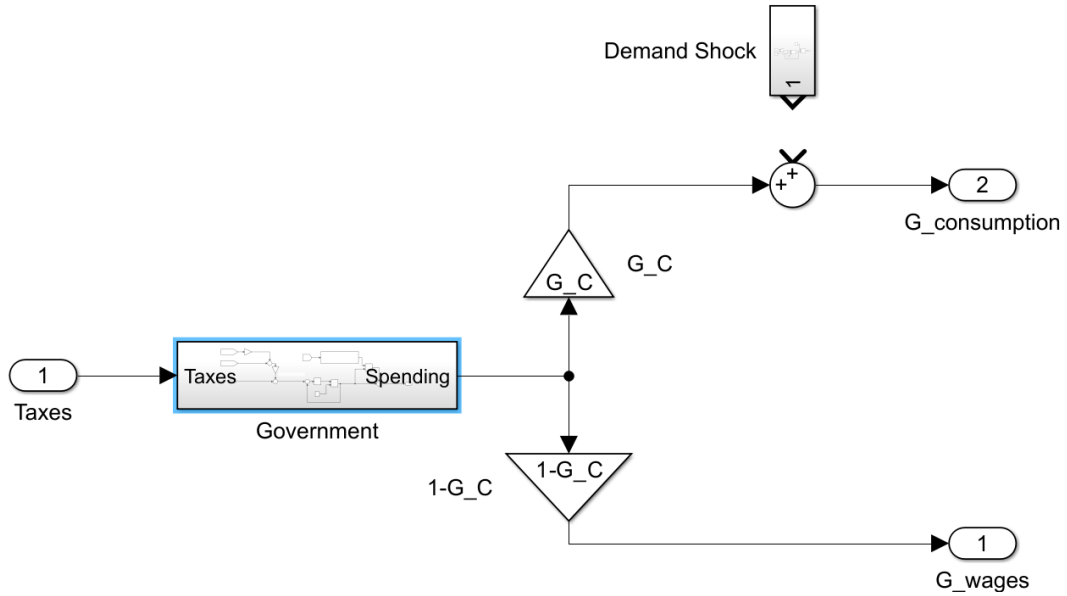 Demand Shock
1
+
+
2
G_consumption
G_C
G_C
1
Taxes
Taxes
Spending
Government
1-G_C
1-G_C
1
G_wages